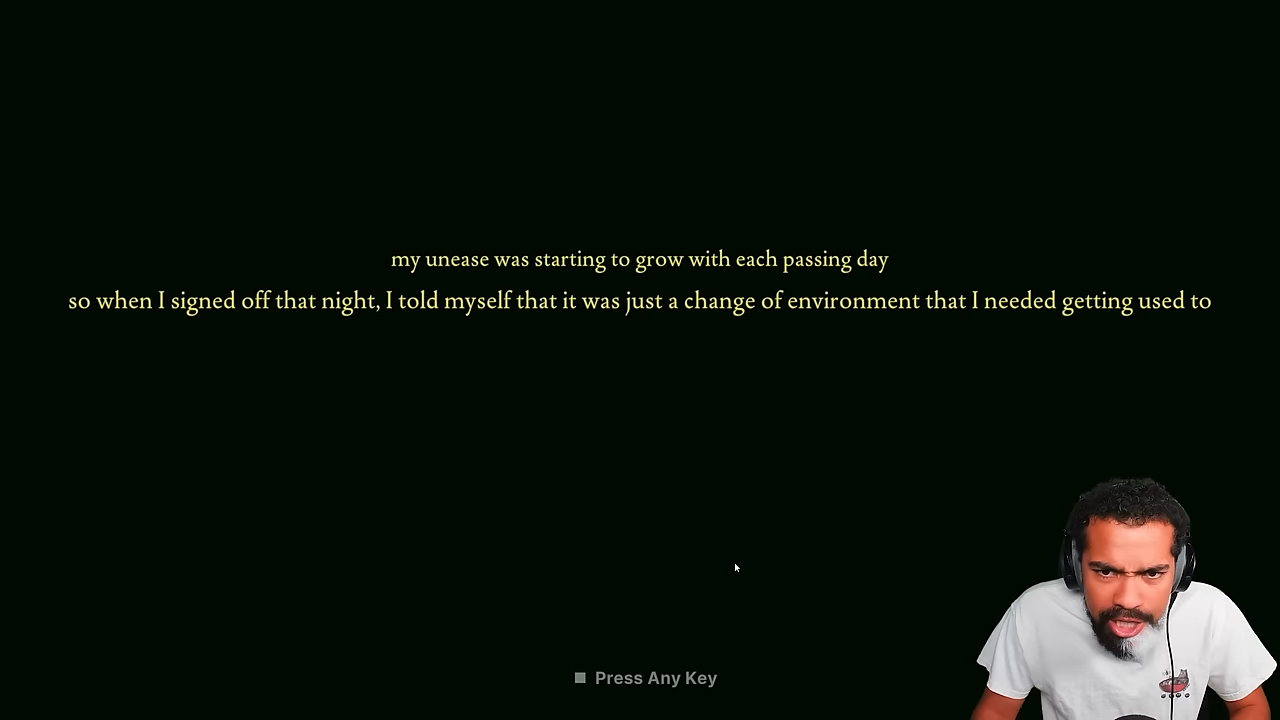 my unease was starting to grow with each passing day
so when I signed off that night, I told myself that it was just a change of environment that I needed getting used to
Press Any Key